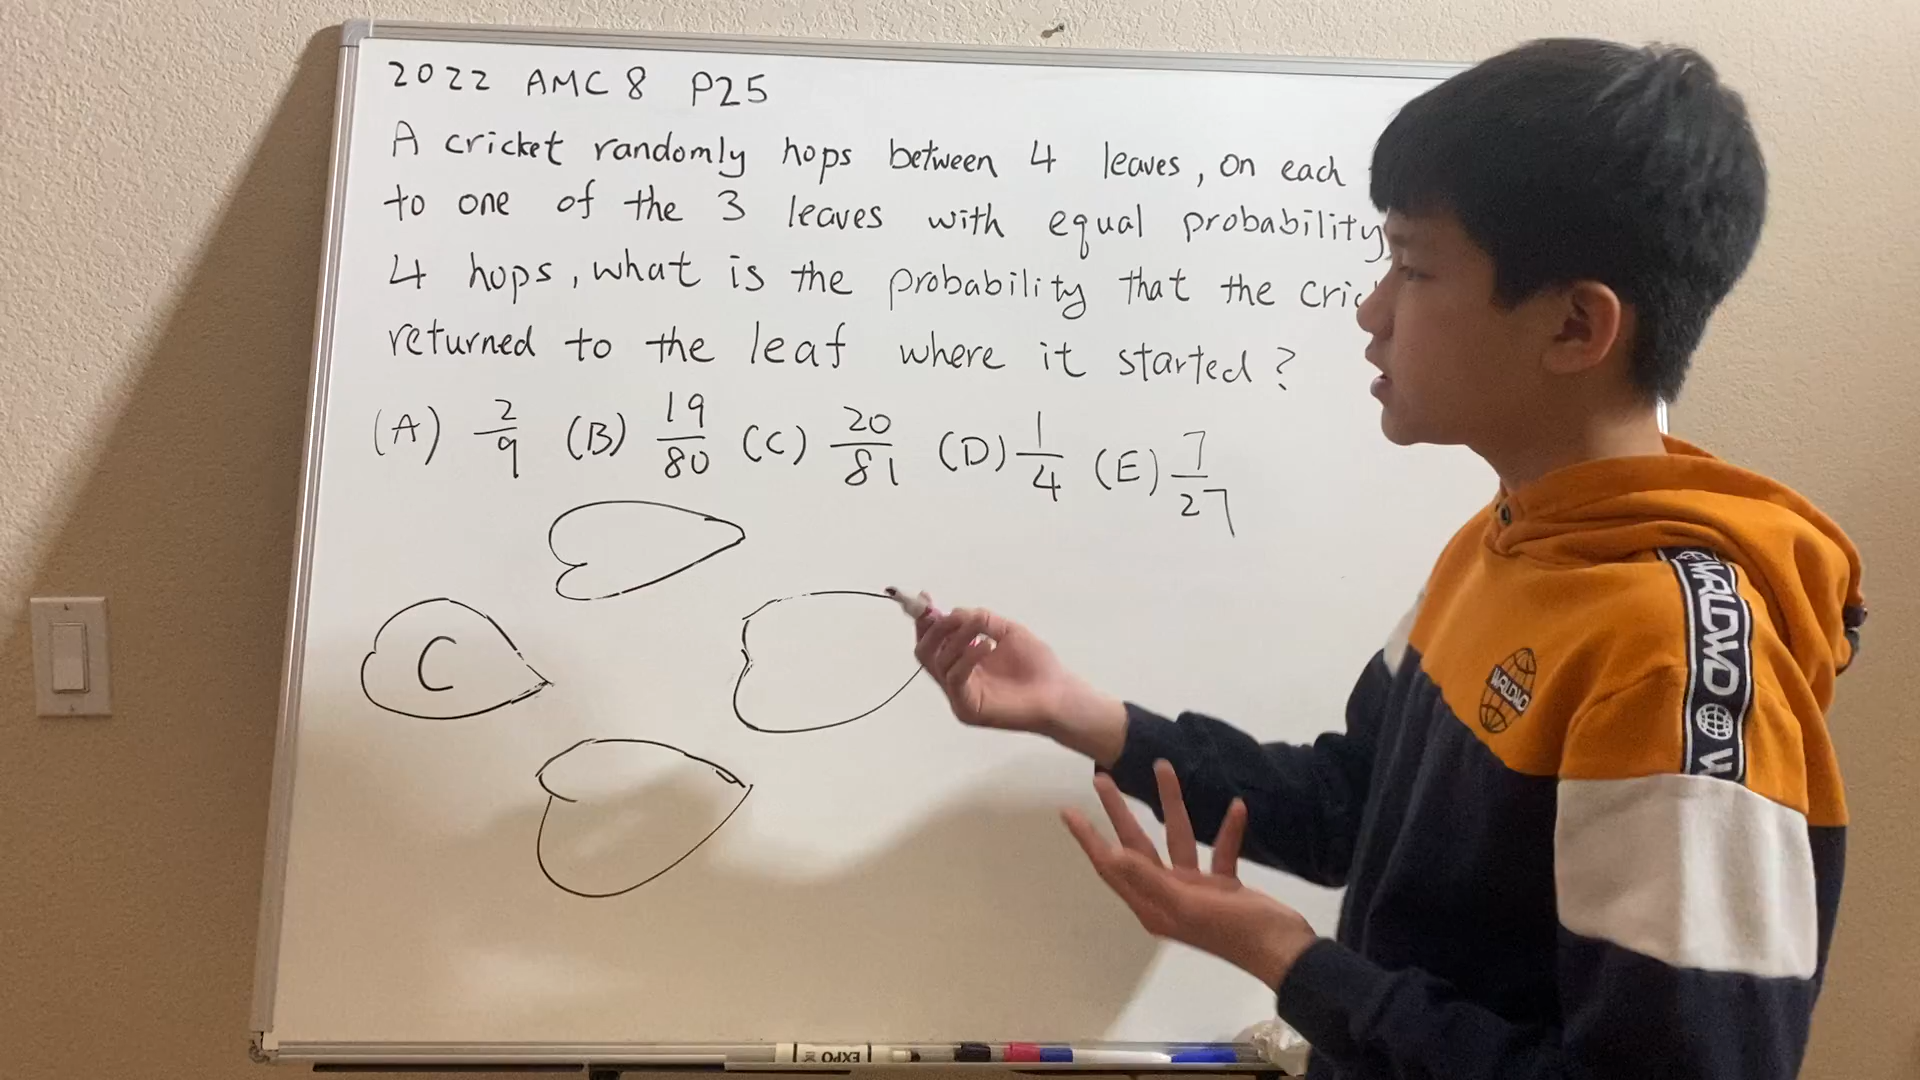 2022 AMC 8 P25
A cricket randomly hops between 4 leaves, on each
to one of the 3 leaves with equal probability
4 hops, what is the probability that the cric
returned to the leaf where it started?
(A) 2/9 (B) 19/80 (C) 20/81 (D) 1/4 (E) 7/27
C
WRLDWD
WRLDWD W
EXPO